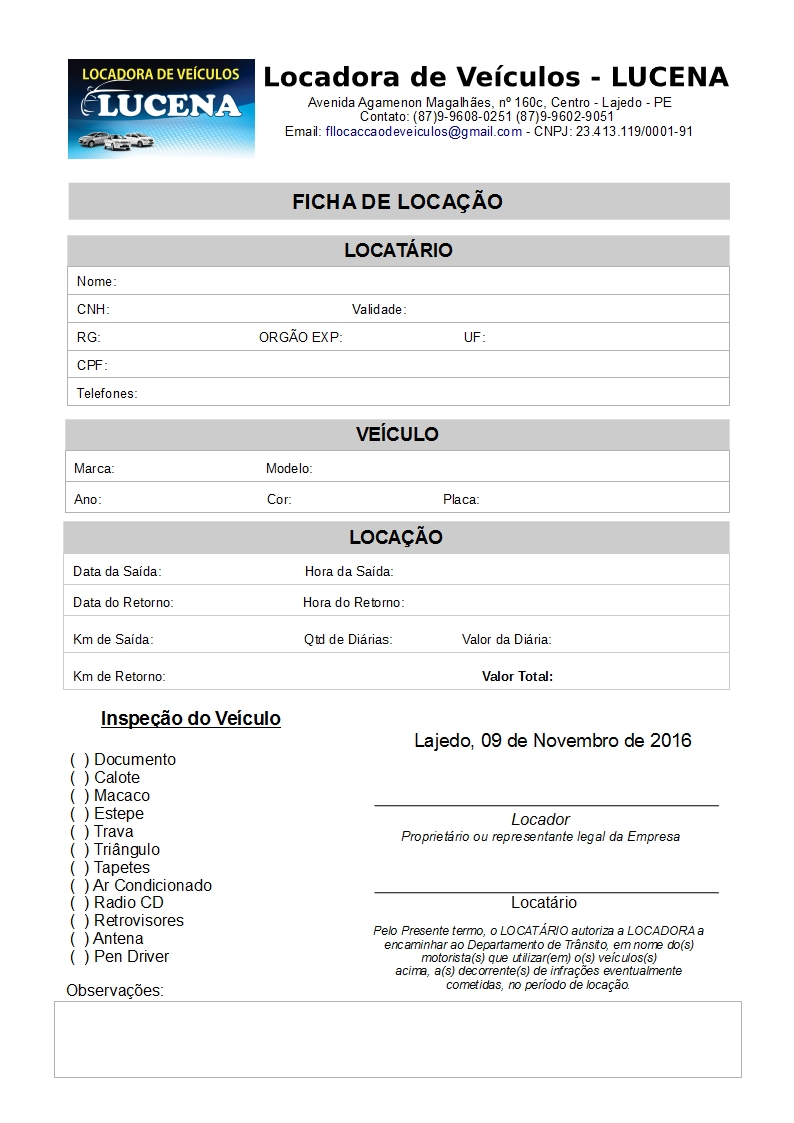 LOCADORA DE VEÍCULOS
LUCENA
Locadora de Veículos - LUCENA
Avenida Agamenon Magalhães, nº 160c, Centro - Lajedo - PE
Contato: (87)9-9608-0251 (87)9-9602-9051
Email: fllocaccaodeveiculos@gmail.com - CNPJ: 23.413.119/0001-91
FICHA DE LOCAÇÃO
LOCATÁRIO
Nome:
CNH: Validade:
RG: ORGÃO EXP: UF:
CPF:
Telefones:
VEÍCULO
Marca: Modelo:
Ano: Cor: Placa:
LOCAÇÃO
Data da Saída: Hora da Saída:
Data do Retorno: Hora do Retorno:
Km de Saída: Qtd de Diárias: Valor da Diária:
Km de Retorno: Valor Total:
Inspeção do Veículo
( ) Documento
( ) Calote
( ) Macaco
( ) Estepe
( ) Trava
( ) Triângulo
( ) Tapetes
( ) Ar Condicionado
( ) Radio CD
( ) Retrovisores
( ) Antena
( ) Pen Driver
Lajedo, 09 de Novembro de 2016
Locador
Proprietário ou representante legal da Empresa
Locatário
Pelo Presente termo, o LOCATÁRIO autoriza a LOCADORA a
encaminhar ao Departamento de Trânsito, em nome do(s)
motorista(s) que utilizar(em) o(s) veículos(s)
acima, a(s) decorrente(s) de infrações eventualmente
cometidas, no período de locação.
Observações: